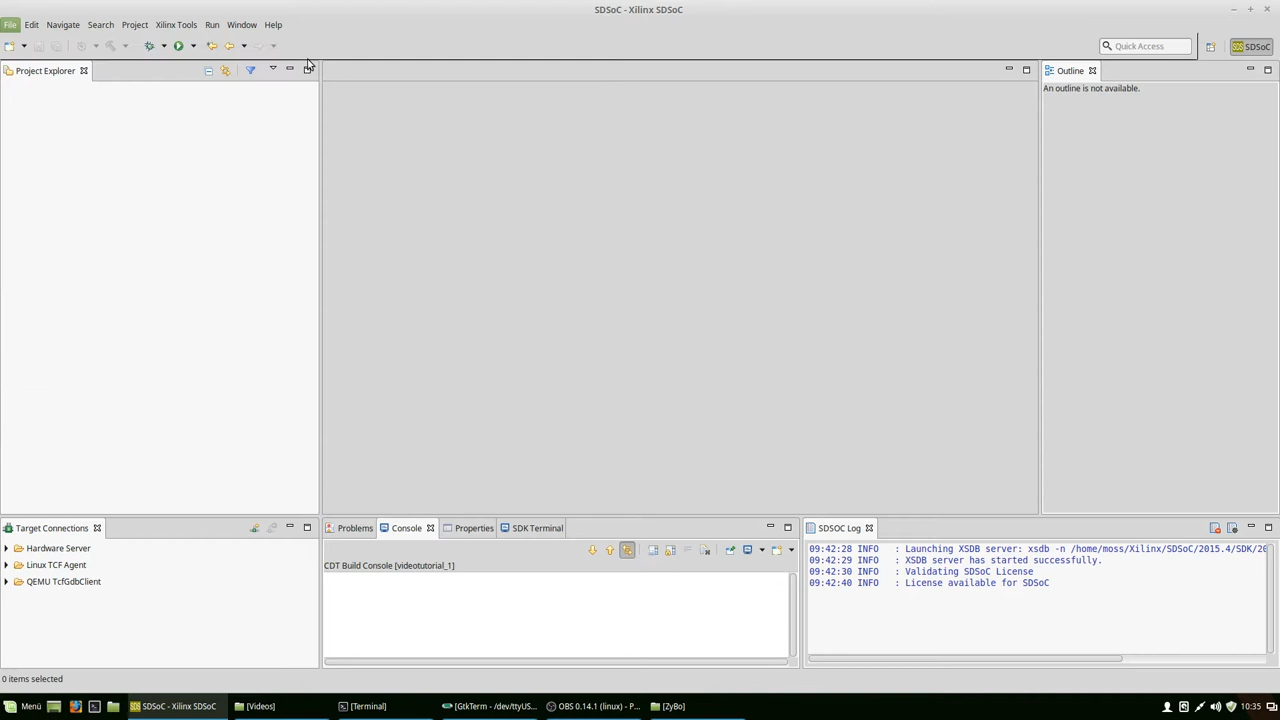 SDSoC - Xilinx SDSoC
File Edit Navigate Search Project Xilinx Tools Run Window Help
Quick Access
SDSoC
Project Explorer
Outline
An outline is not available.
Target Connections
Hardware Server
Linux TCF Agent
QEMU TcfGdbClient
Problems Console Properties SDK Terminal
CDT Build Console [videotutorial_1]
SDSOC Log
09:42:28 INFO : Launching XSDB server: xsdb -n /home/moss/Xilinx/SDSoC/2015.4/SDK/20
09:42:29 INFO : XSDB server has started successfully.
09:42:30 INFO : Validating SDSoC License
09:42:40 INFO : License available for SDSoC
0 items selected
Menü SDSoC - Xilinx SDSoC [Videos] [Terminal] [GtkTerm - /dev/ttyUS... OBS 0.14.1 (linux) - P... [ZyBo] 10:35